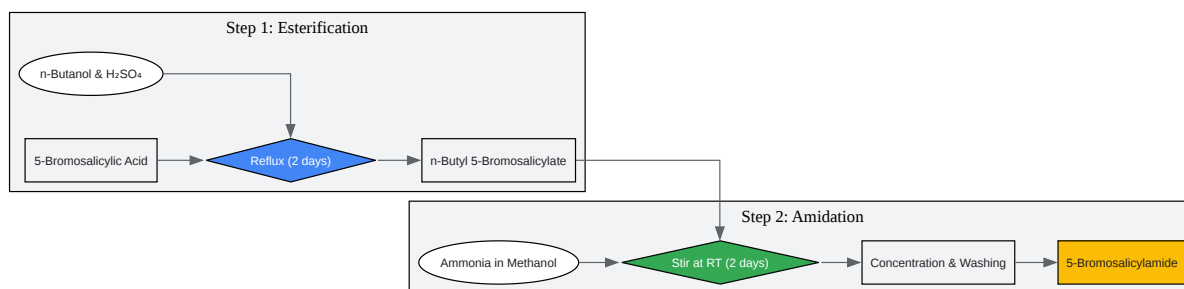 Step 1: Esterification
n-Butanol & H₂SO₄
5-Bromosalicylic Acid
Reflux (2 days)
n-Butyl 5-Bromosalicylate
Step 2: Amidation
Ammonia in Methanol
Stir at RT (2 days)
Concentration & Washing
5-Bromosalicylamide